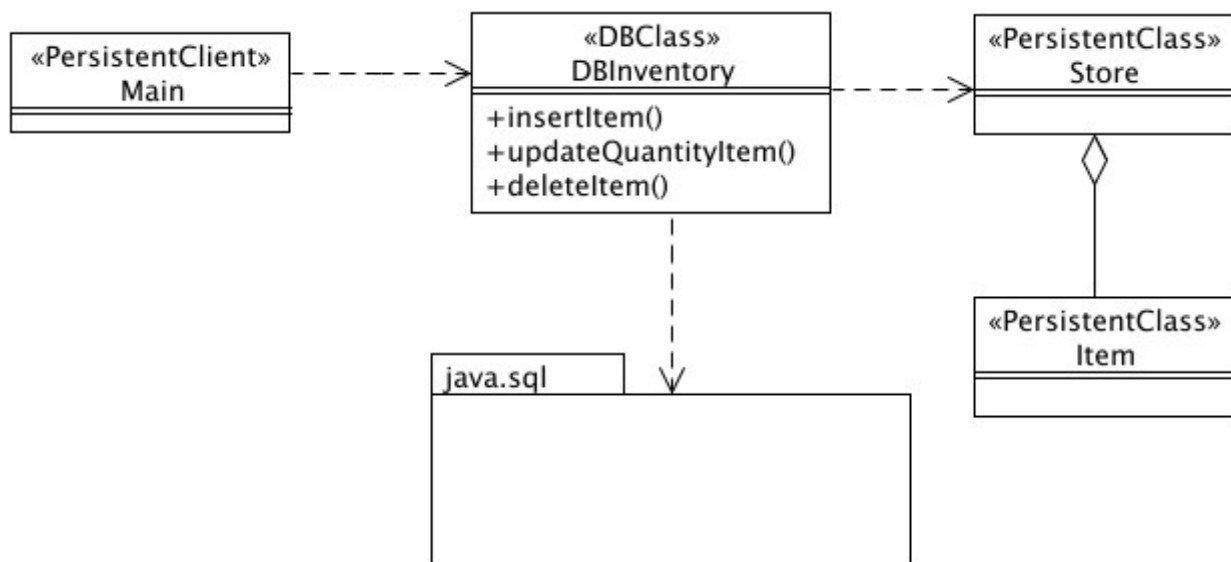 «PersistentClient»
Main
«DBClass»
DBInventory
+insertItem()
+updateQuantityItem()
+deleteItem()
«PersistentClass»
Store
«PersistentClass»
Item
java.sql